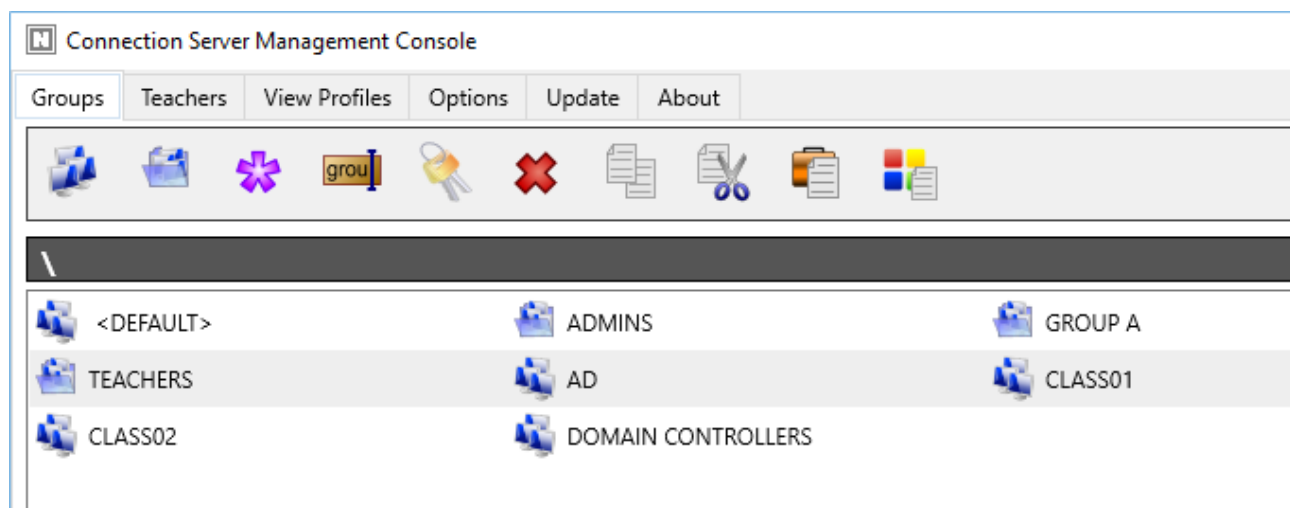 N Connection Server Management Console
Groups Teachers View Profiles Options Update About
grou
\
<DEFAULT> ADMINS GROUP A
TEACHERS AD CLASS01
CLASS02 DOMAIN CONTROLLERS